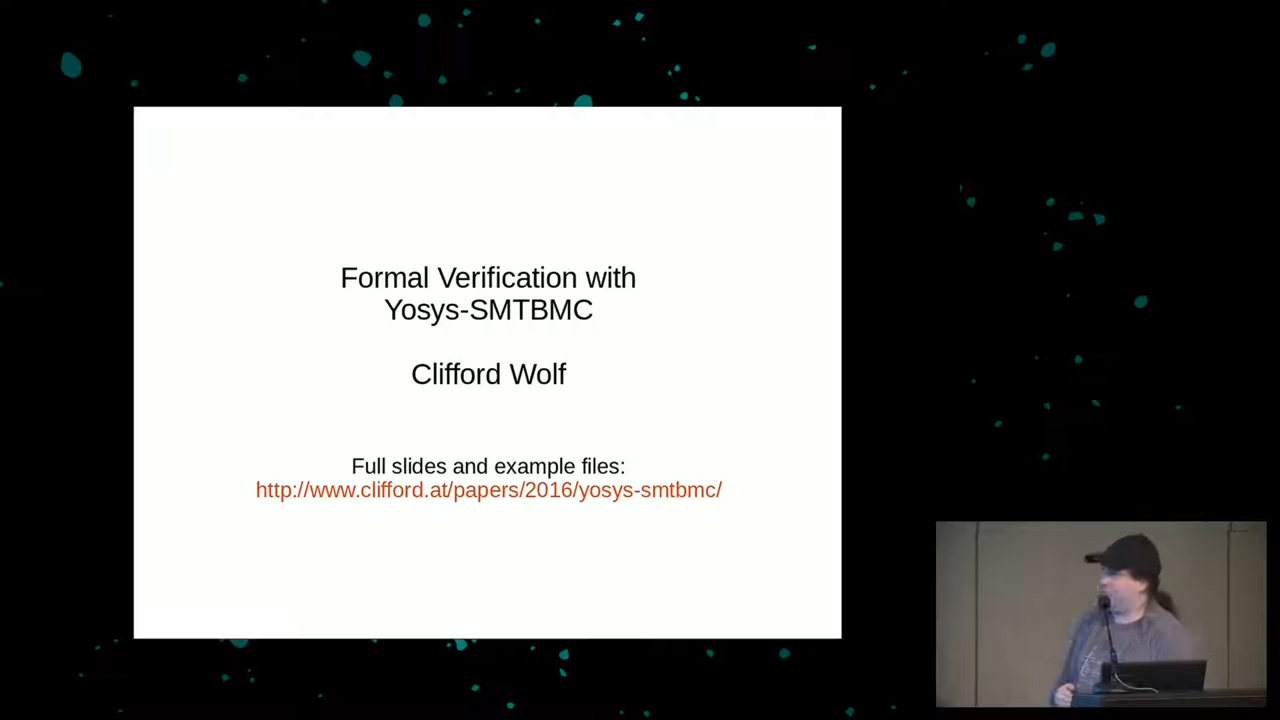 Formal Verification with
Yosys-SMTBMC
Clifford Wolf
Full slides and example files:
http://www.clifford.at/papers/2016/yosys-smtbmc/